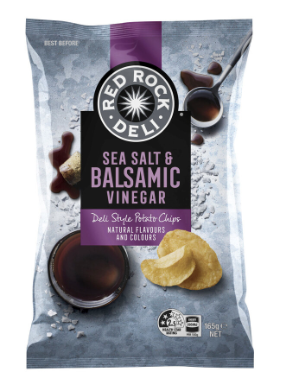 BEST BEFORE
RED ROCK
DELI
SEA SALT &
BALSAMIC
VINEGAR
Deli Style Potato Chips
NATURAL FLAVOURS
AND COLOURS
165g
NET